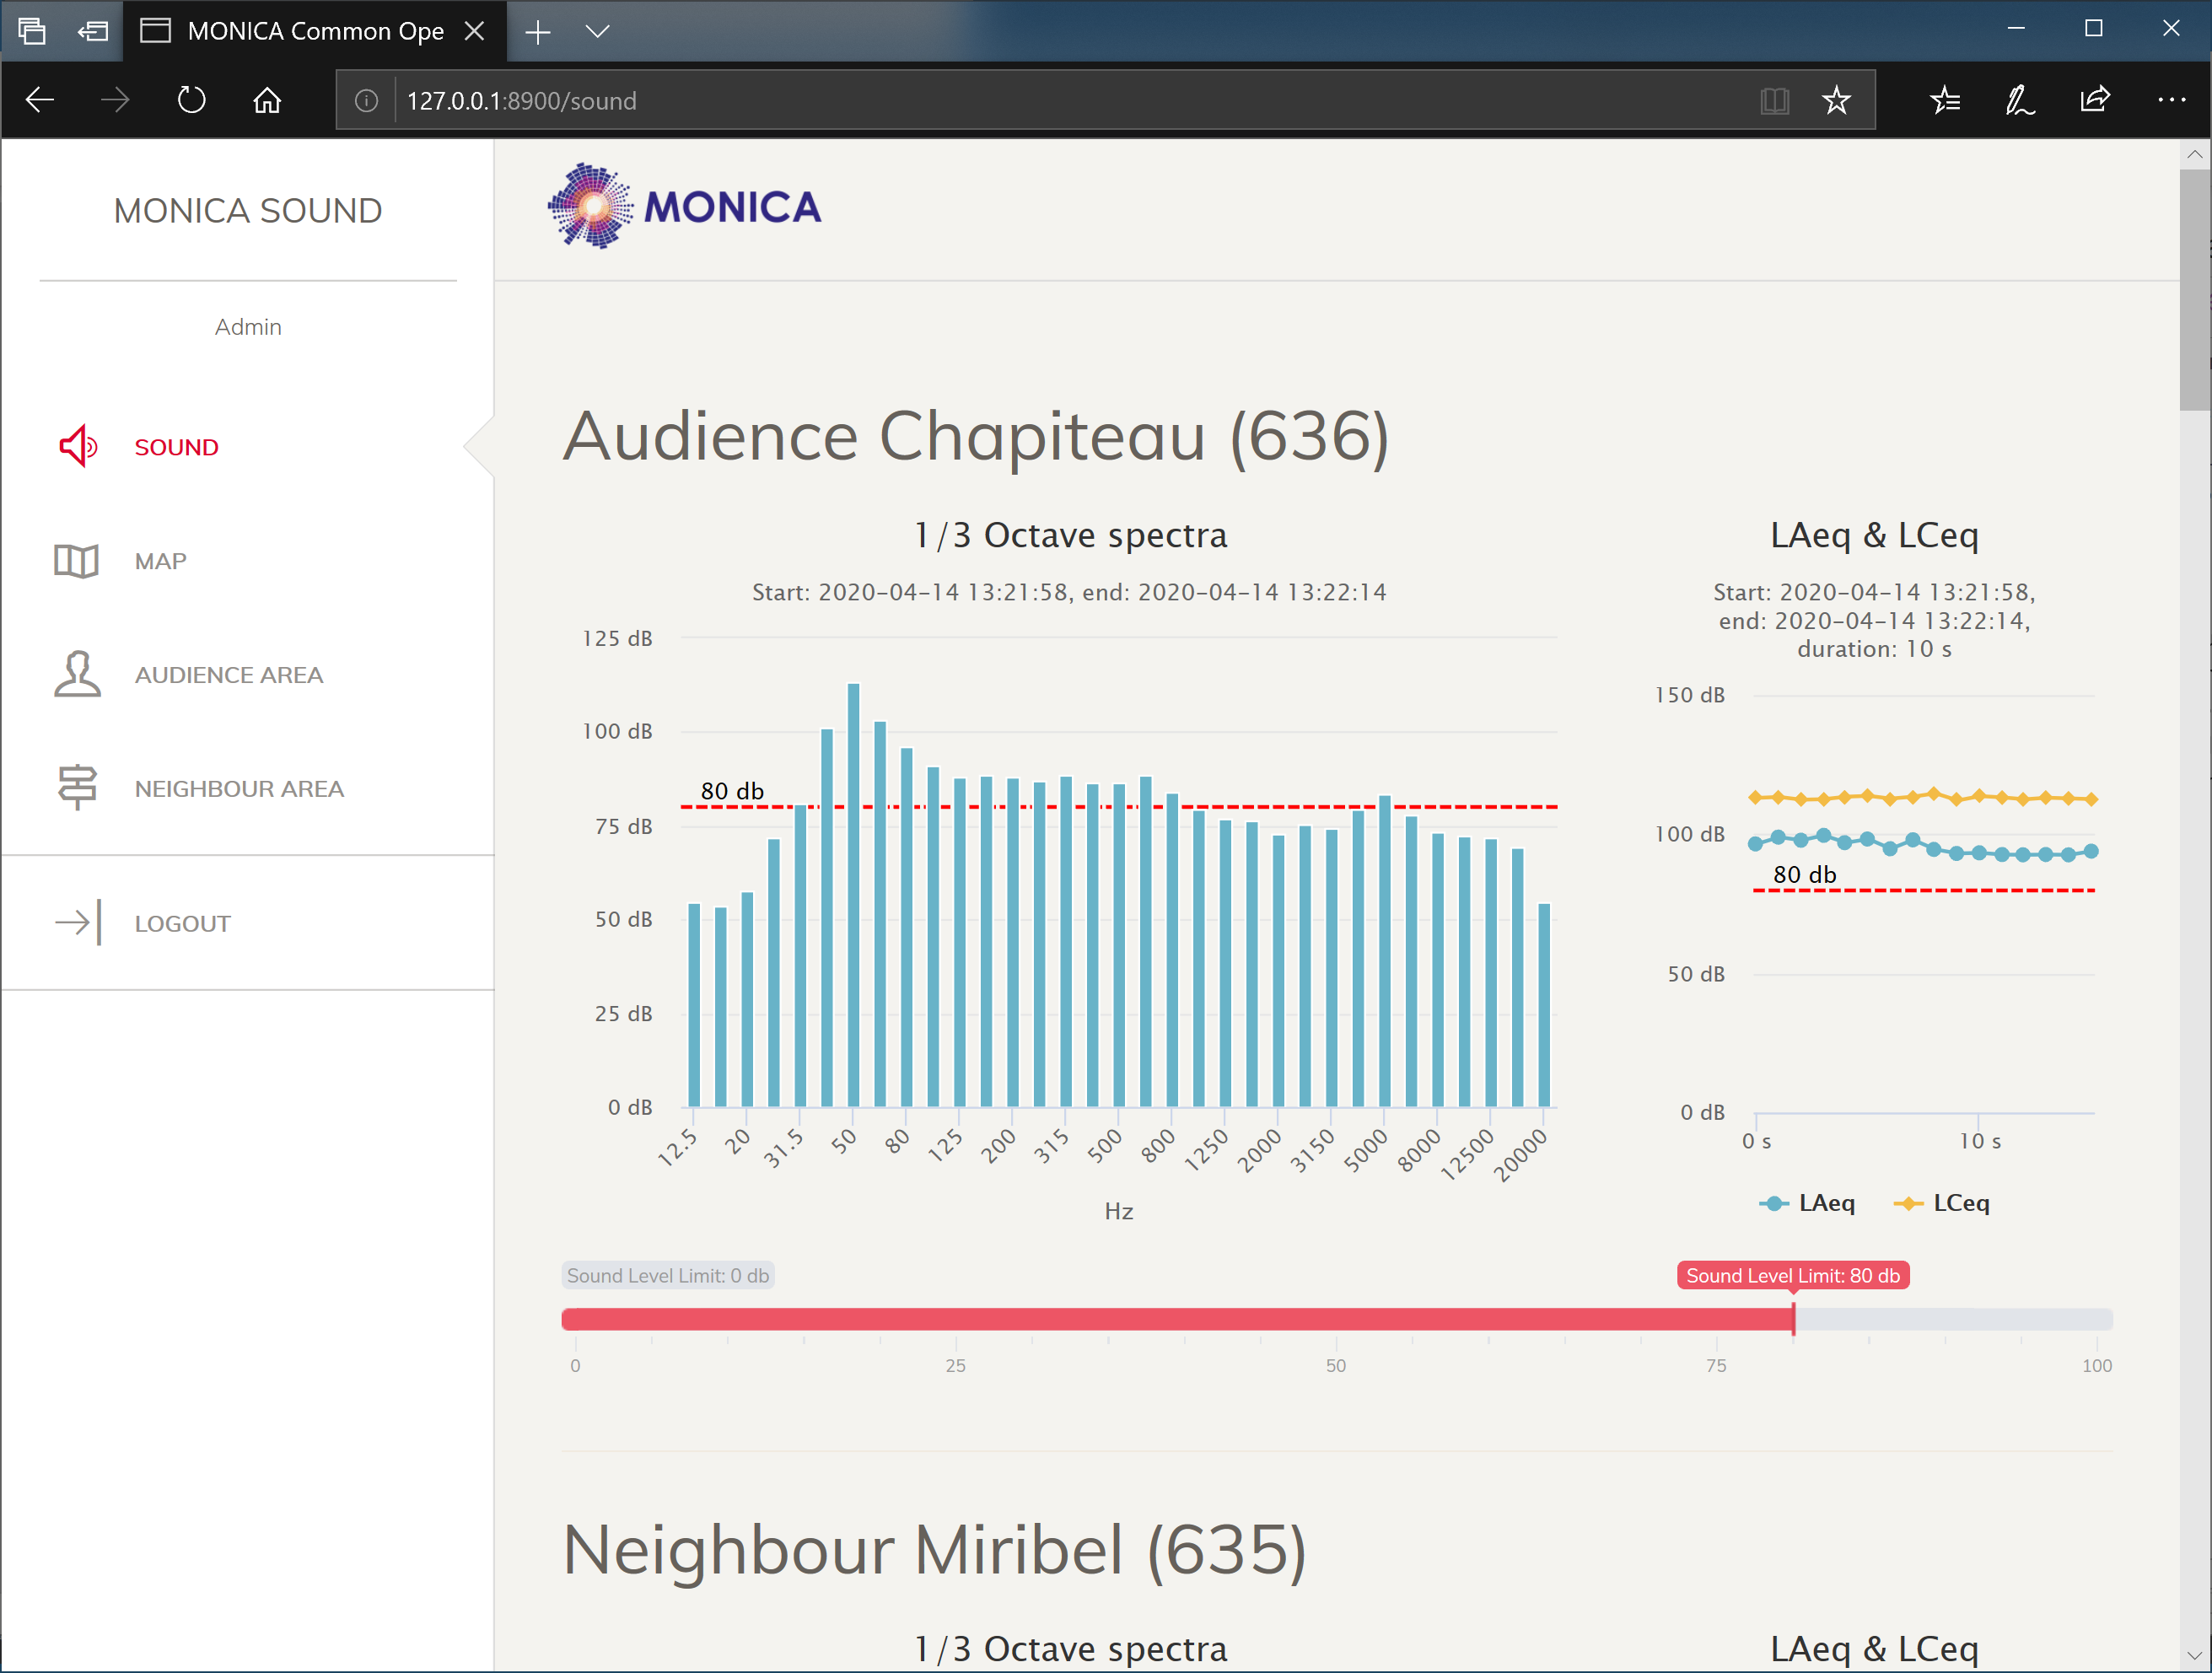 MONICA Common Ope
127.0.0.1:8900/sound
MONICA SOUND
Admin
SOUND
MAP
AUDIENCE AREA
NEIGHBOUR AREA
LOGOUT
MONICA
Audience Chapiteau (636)
1/3 Octave spectra
Start: 2020-04-14 13:21:58, end: 2020-04-14 13:22:14
125 dB
100 dB
80 db
75 dB
50 dB
25 dB
0 dB
12.5 20 31.5 50 80 125 200 315 500 800 1250 2000 3150 5000 8000 12500 20000
Hz
LAeq & LCeq
Start: 2020-04-14 13:21:58,
end: 2020-04-14 13:22:14,
duration: 10 s
150 dB
100 dB
80 db
50 dB
0 dB
0 s 10 s
LAeq LCeq
Sound Level Limit: 0 db
Sound Level Limit: 80 db
0 25 50 75 100
Neighbour Miribel (635)
1/3 Octave spectra
LAeq & LCeq